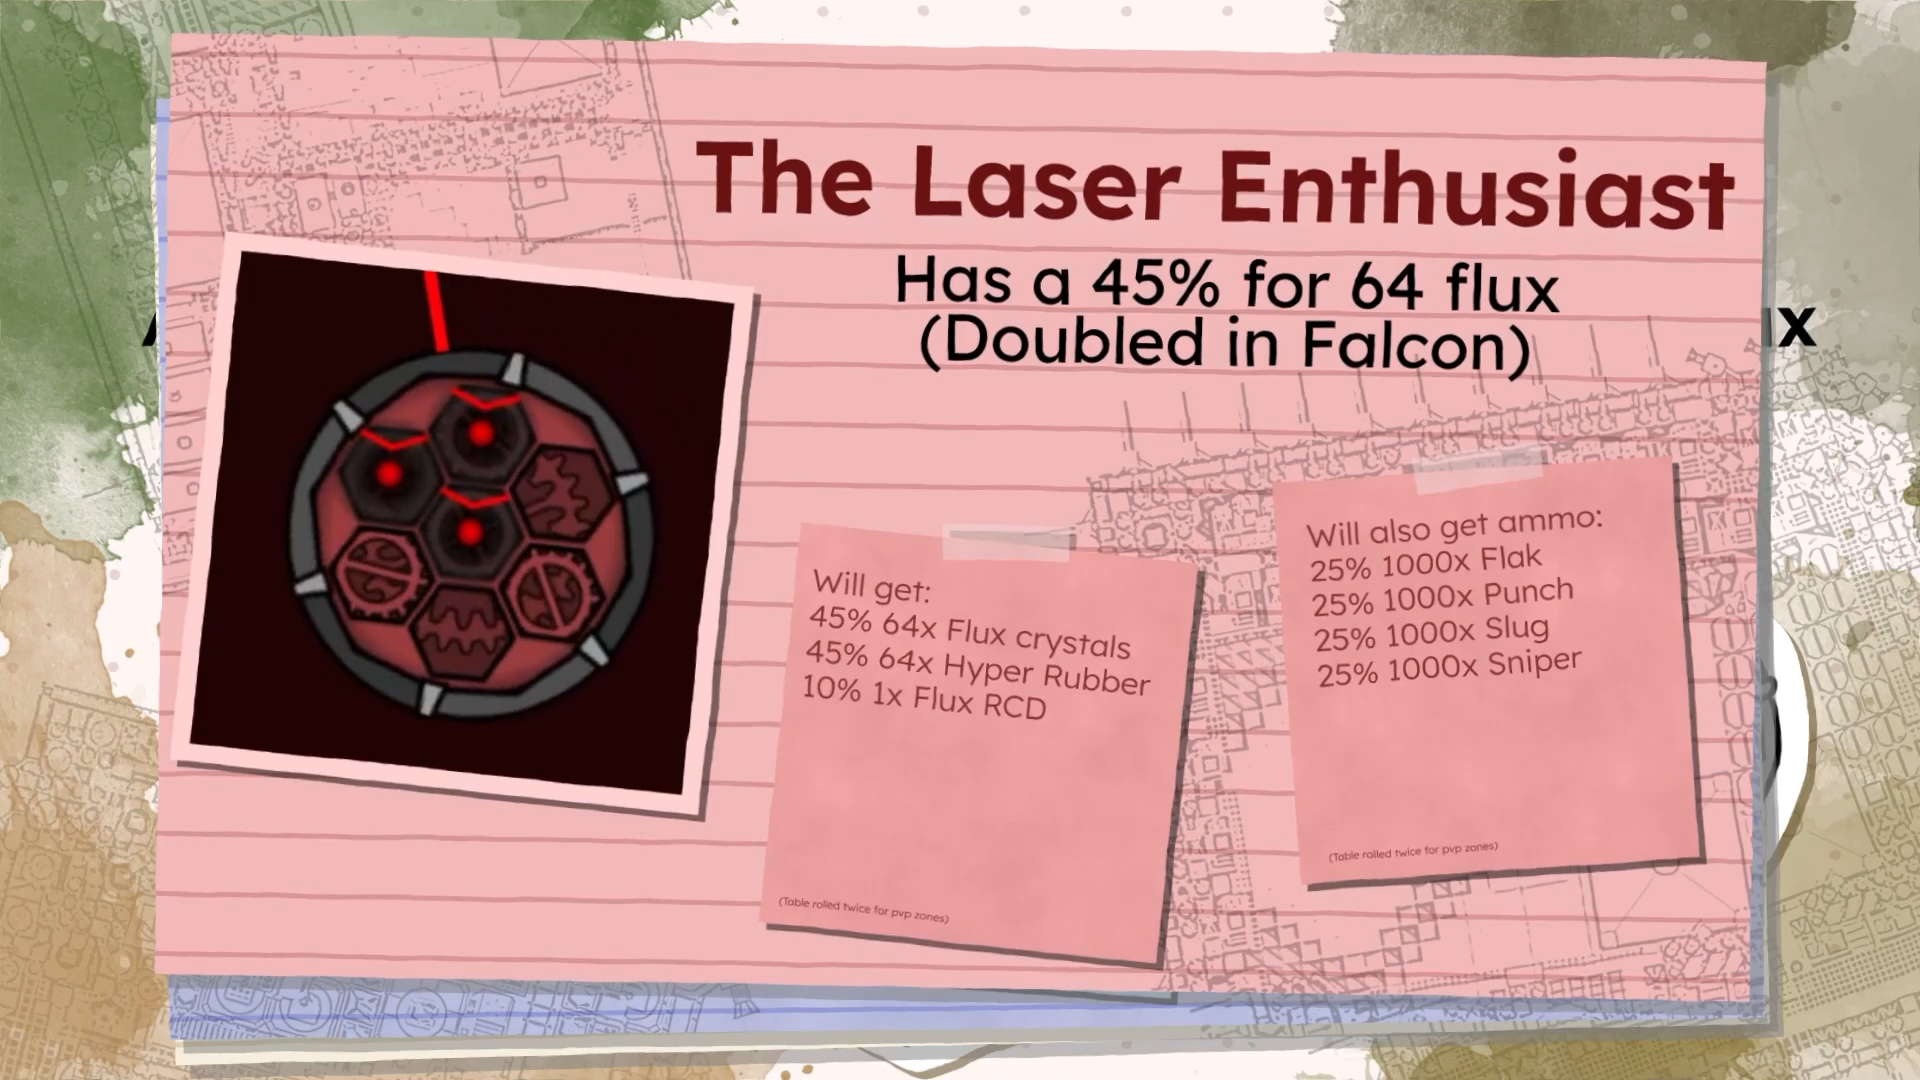 The Laser Enthusiast
Has a 45% for 64 flux
(Doubled in Falcon)
Will get:
45% 64x Flux crystals
45% 64x Hyper Rubber
10% 1x Flux RCD
(Table rolled twice for pvp zones)
Will also get ammo:
25% 1000x Flak
25% 1000x Punch
25% 1000x Slug
25% 1000x Sniper
(Table rolled twice for pvp zones)